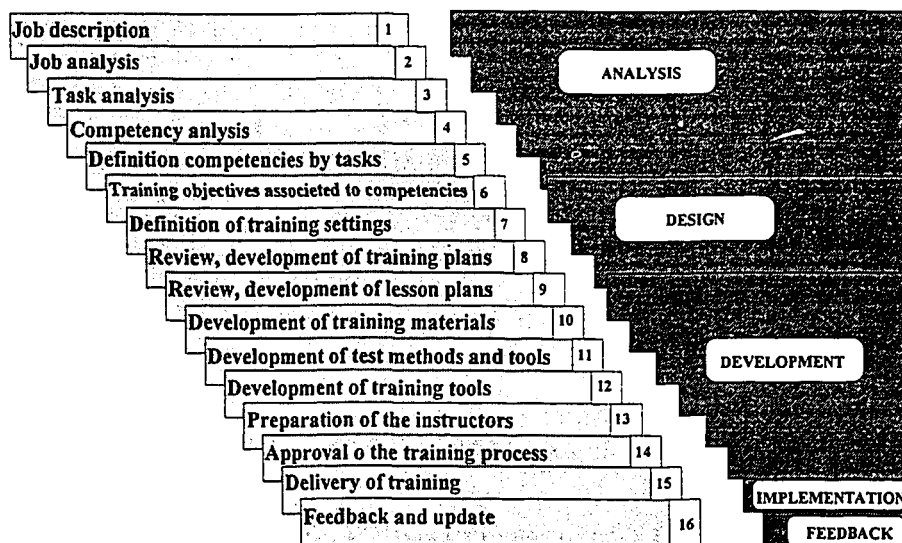 Job description 1
Job analysis 2
Task analysis 3
Competency anlysis 4
Definition competencies by tasks 5
Training objectives associeted to competencies 6
Definition of training settings 7
Review, development of training plans 8
Review, development of lesson plans 9
Development of training materials 10
Development of test methods and tools 11
Development of training tools 12
Preparation of the instructors 13
Approval o the training process 14
Delivery of training 15
Feedback and update 16
ANALYSIS
DESIGN
DEVELOPMENT
IMPLEMENTATION
FEEDBACK